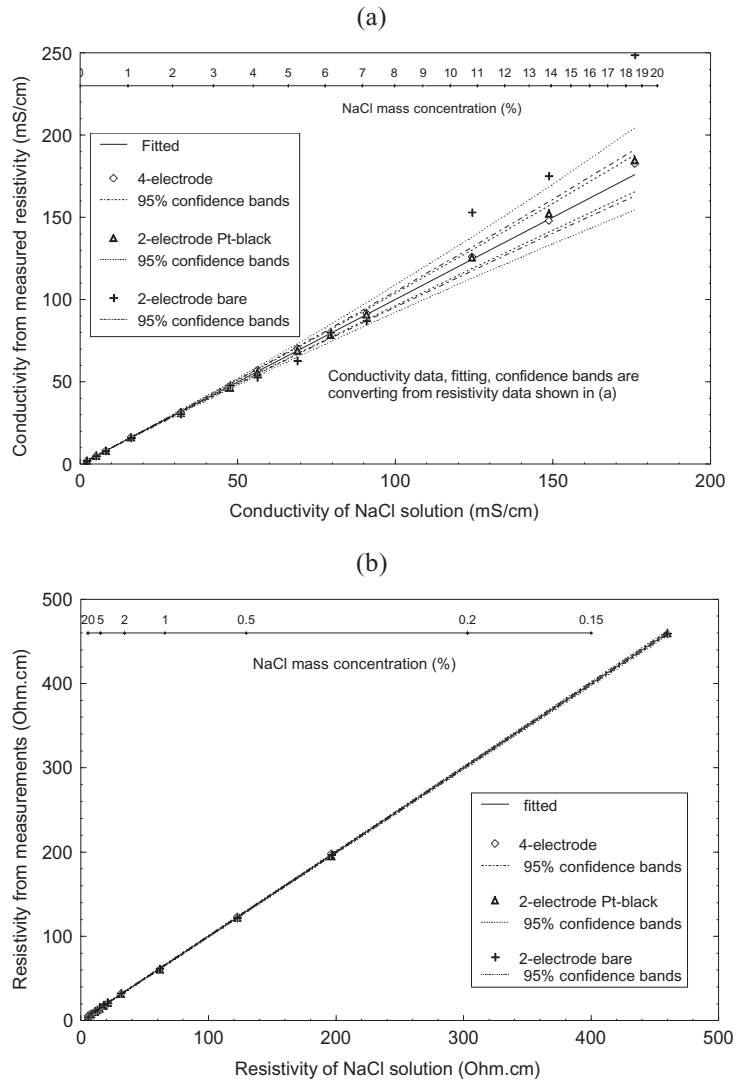 (a)
250
200
150
100
50
0
Conductivity from measured resistivity (mS/cm)
0 1 2 3 4 5 6 7 8 9 10 11 12 13 14 15 16 17 18 19 20
NaCl mass concentration (%)
Fitted
4-electrode
95% confidence bands
2-electrode Pt-black
95% confidence bands
2-electrode bare
95% confidence bands
Conductivity data, fitting, confidence bands are
converting from resistivity data shown in (a)
0 50 100 150 200
Conductivity of NaCl solution (mS/cm)
(b)
500
400
300
200
100
0
Resistivity from measurements (Ohm.cm)
20 5 2 1 0.5 0.2 0.15
NaCl mass concentration (%)
fitted
4-electrode
95% confidence bands
2-electrode Pt-black
95% confidence bands
2-electrode bare
95% confidence bands
0 100 200 300 400 500
Resistivity of NaCl solution (Ohm.cm)